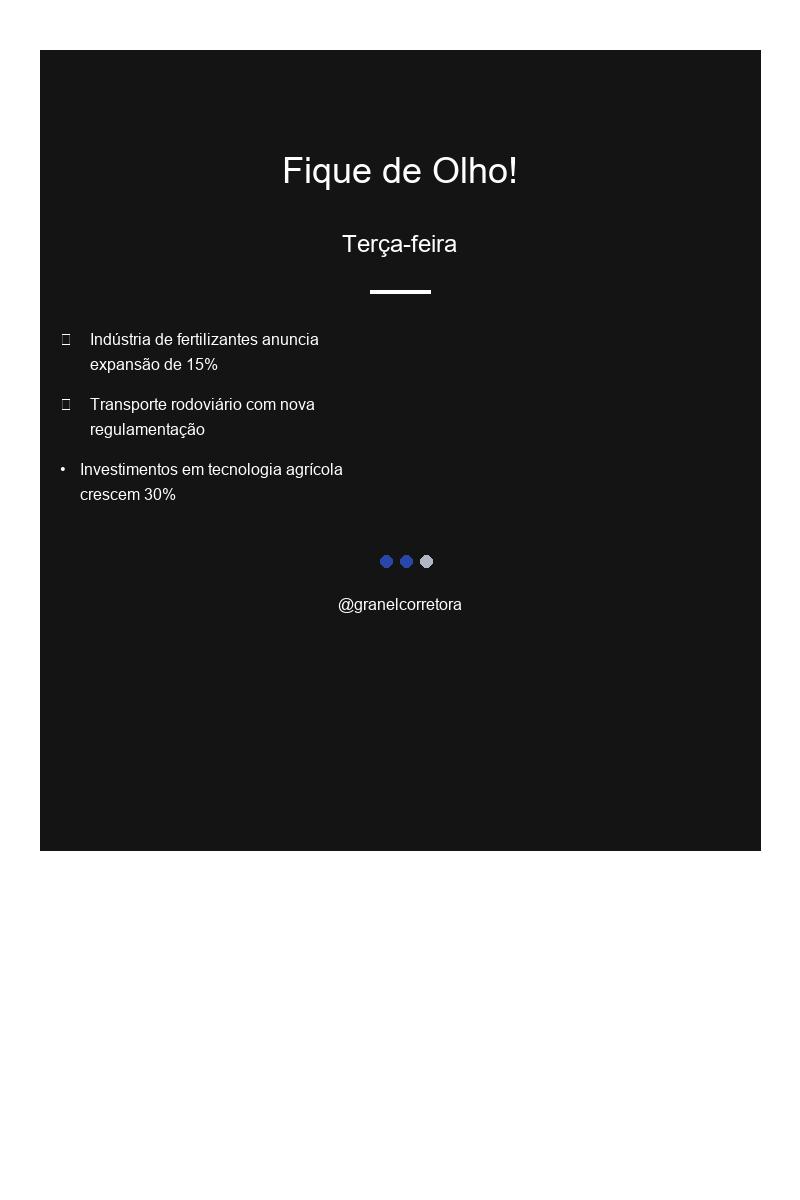 Fique de Olho!
Terça-feira
Indústria de fertilizantes anuncia
expansão de 15%
Transporte rodoviário com nova
regulamentação
• Investimentos em tecnologia agrícola
crescem 30%
@granelcorretora